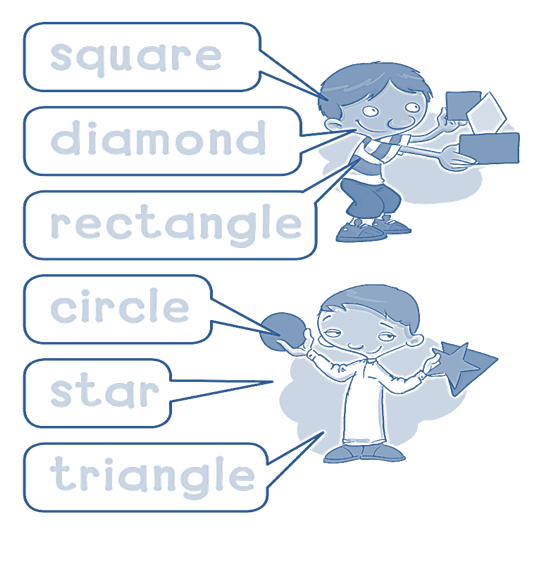 square
diamond
rectangle
circle
star
triangle